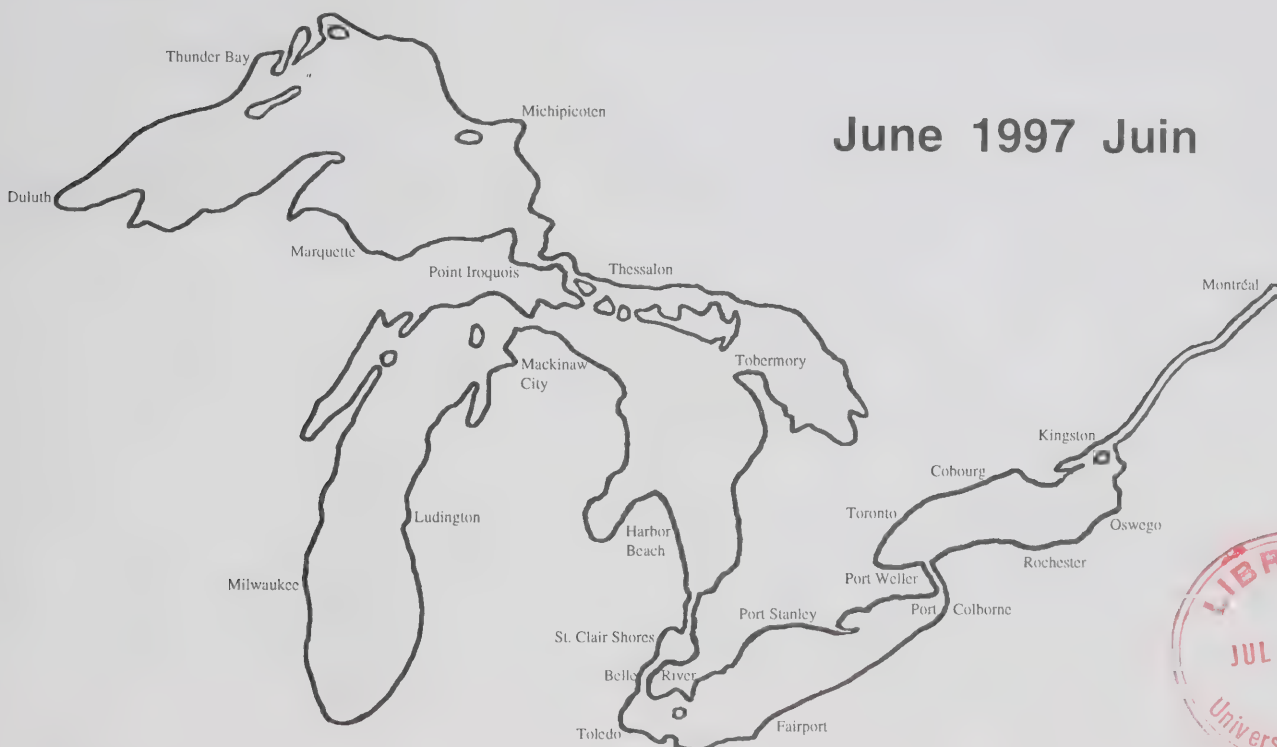 Thunder Bay
Michipicoten
June 1997 Juin
Duluth
Marquette
Point Iroquois
Thessalon
Montréal
Mackinaw
City
Tobermory
Kingston
Cobourg
Ludington
Toronto
Harbor
Beach
Oswego
Rochester
Milwaukee
Port Weller
Port Colborne
Port Stanley
St. Clair Shores
Belle River
Fairport
Toledo
LIBR
JUL
Univers